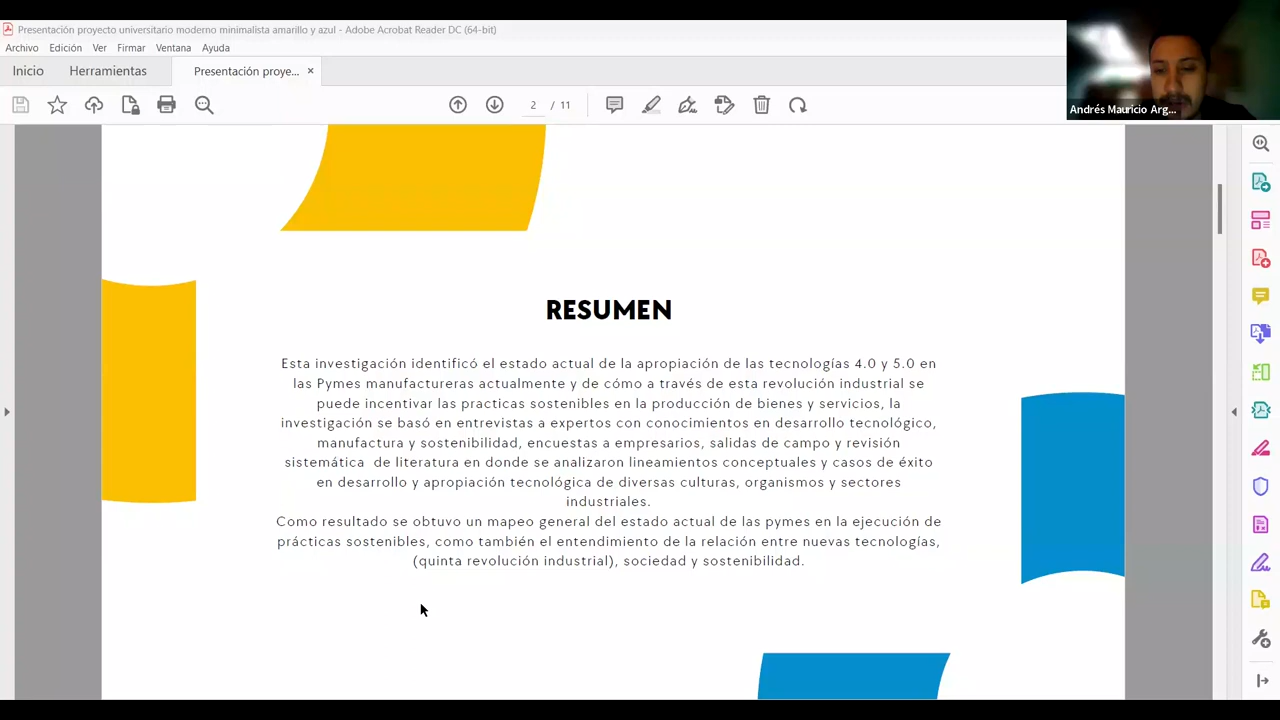 Presentación proyecto universitario moderno minimalista amarillo y azul - Adobe Acrobat Reader DC (64-bit)
Archivo Edición Ver Firmar Ventana Ayuda
Inicio Herramientas Presentación proye... ×
2 / 11
Andrés Mauricio Arg...
RESUMEN
Esta investigación identificó el estado actual de la apropiación de las tecnologías 4.0 y 5.0 en
las Pymes manufactureras actualmente y de cómo a través de esta revolución industrial se
puede incentivar las practicas sostenibles en la producción de bienes y servicios, la
investigación se basó en entrevistas a expertos con conocimientos en desarrollo tecnológico,
manufactura y sostenibilidad, encuestas a empresarios, salidas de campo y revisión
sistemática de literatura en donde se analizaron lineamientos conceptuales y casos de éxito
en desarrollo y apropiación tecnológica de diversas culturas, organismos y sectores
industriales.
Como resultado se obtuvo un mapeo general del estado actual de las pymes en la ejecución de
prácticas sostenibles, como también el entendimiento de la relación entre nuevas tecnologías,
(quinta revolución industrial), sociedad y sostenibilidad.